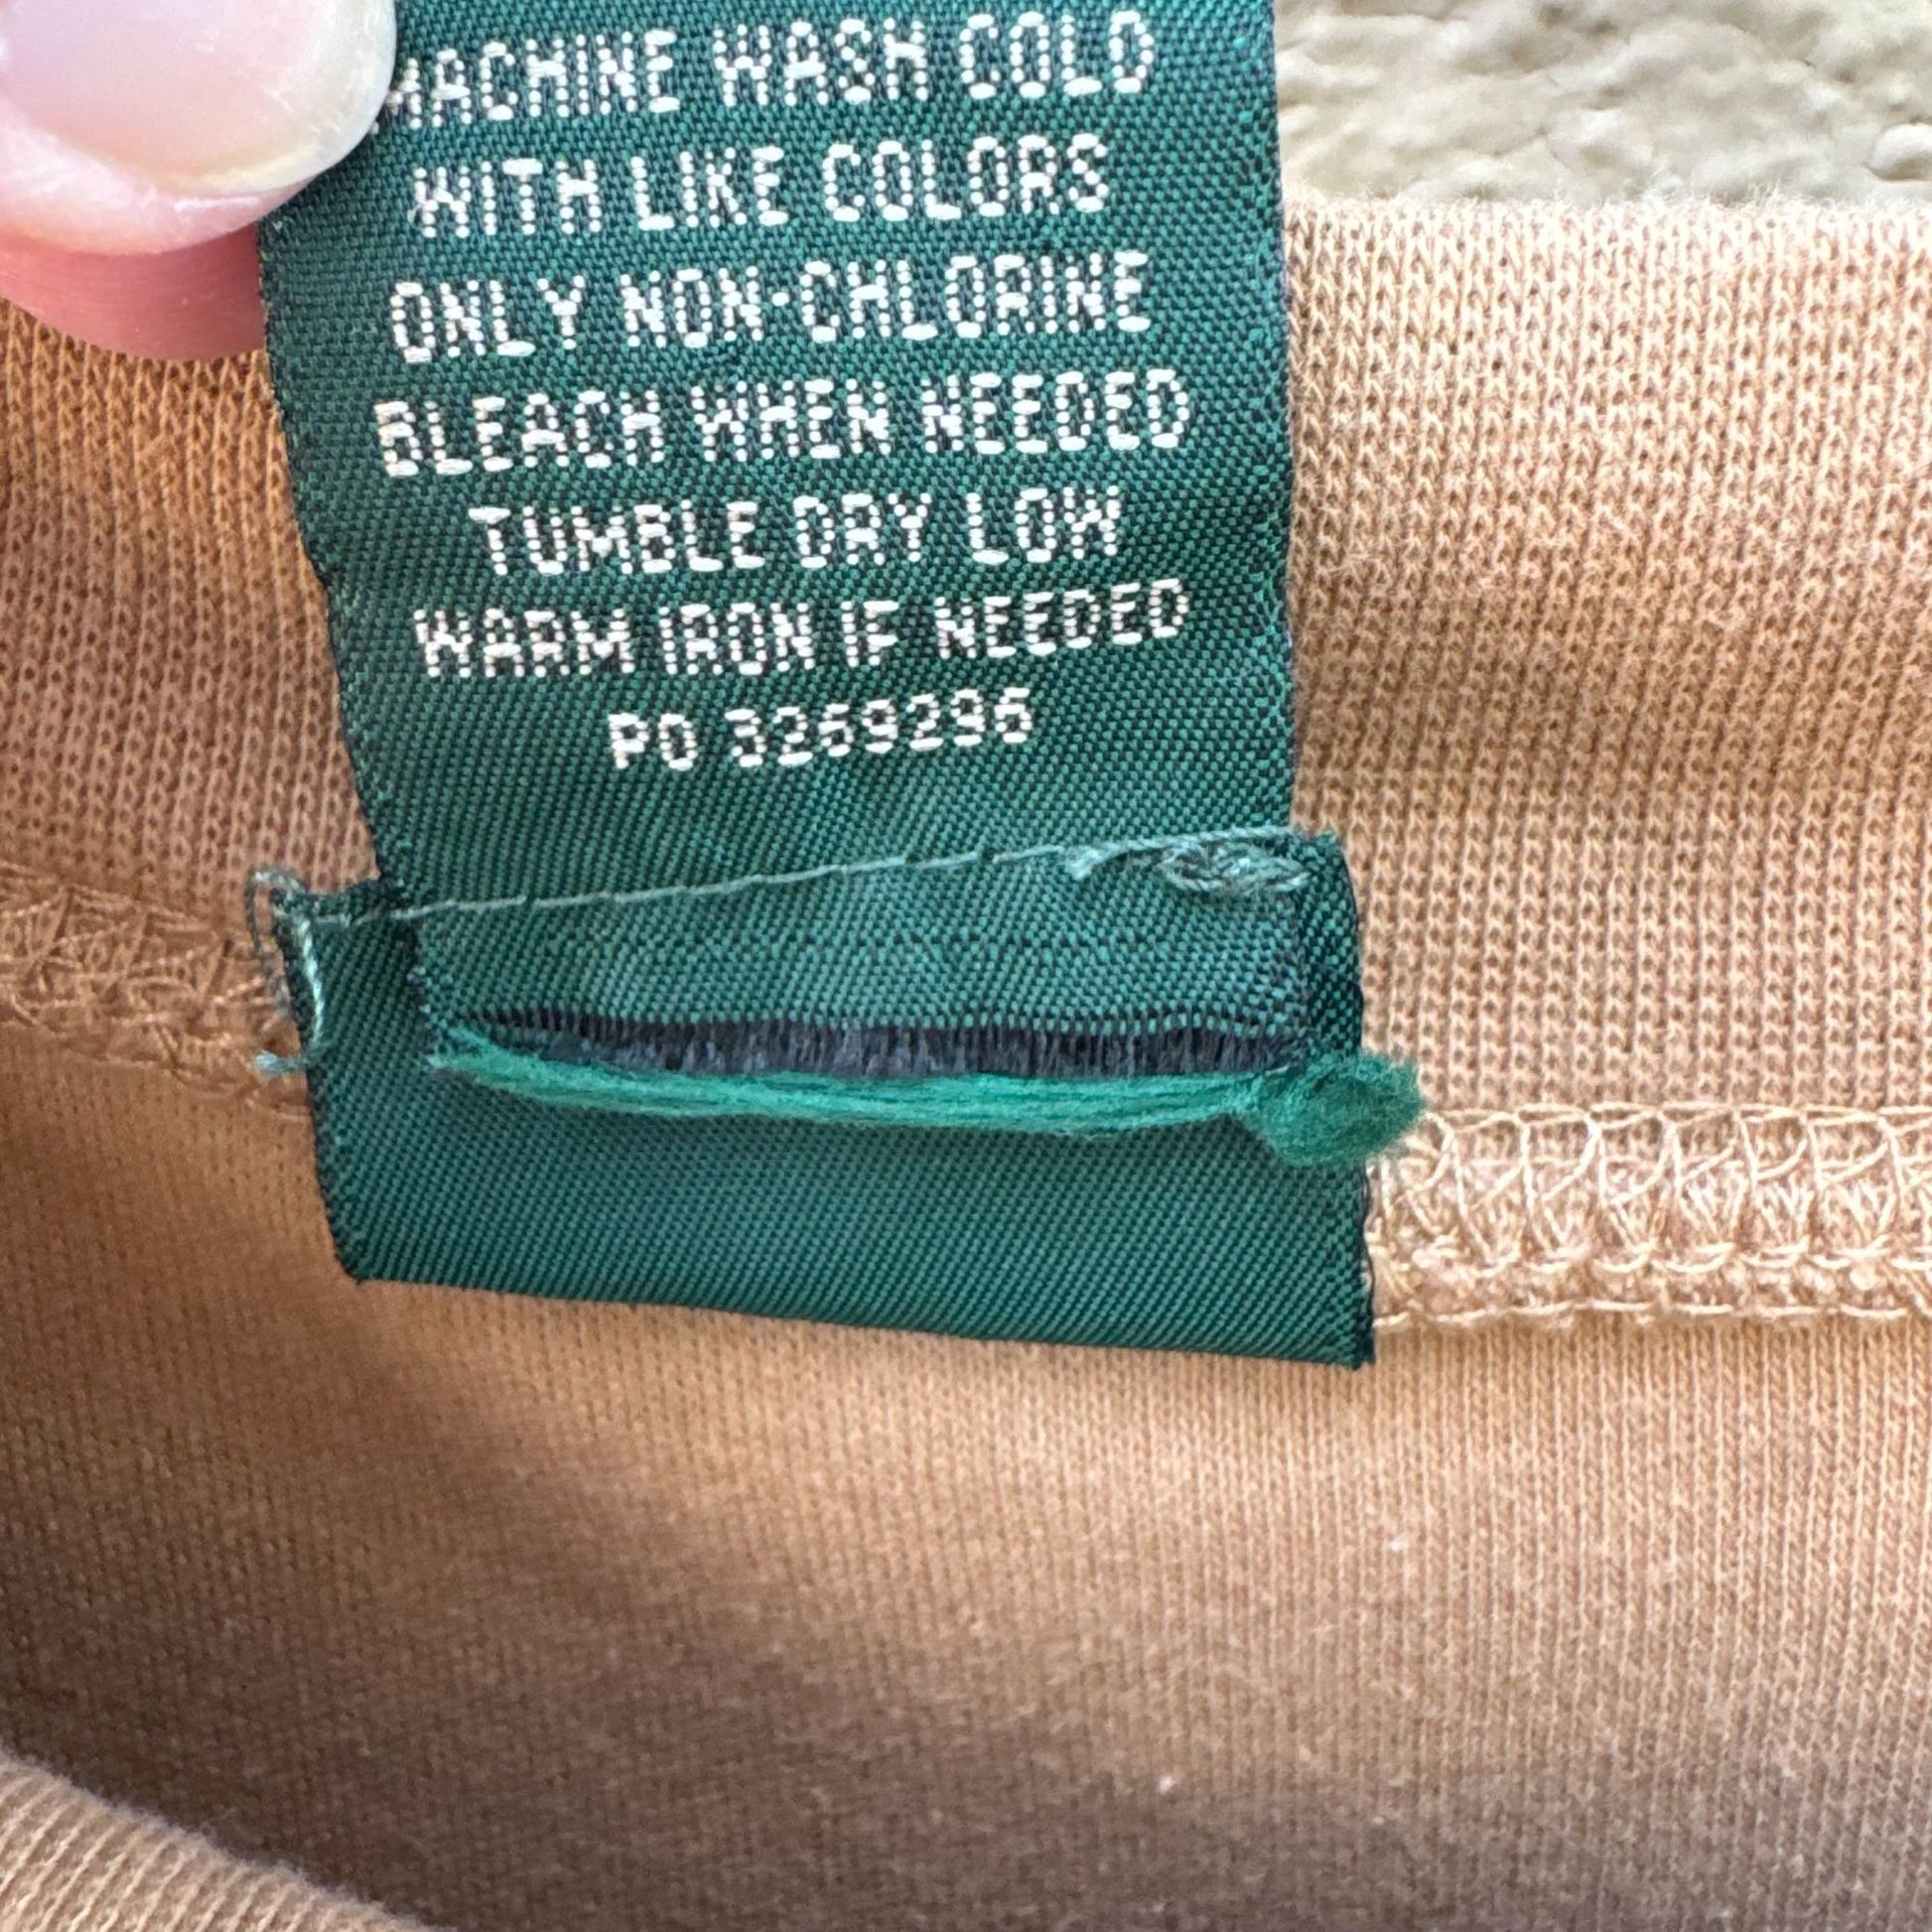 MACHINE WASH COLD
WITH LIKE COLORS
ONLY NON-CHLORINE
BLEACH WHEN NEEDED
TUMBLE DRY LOW
WARM IRON IF NEEDED
PO 3269296